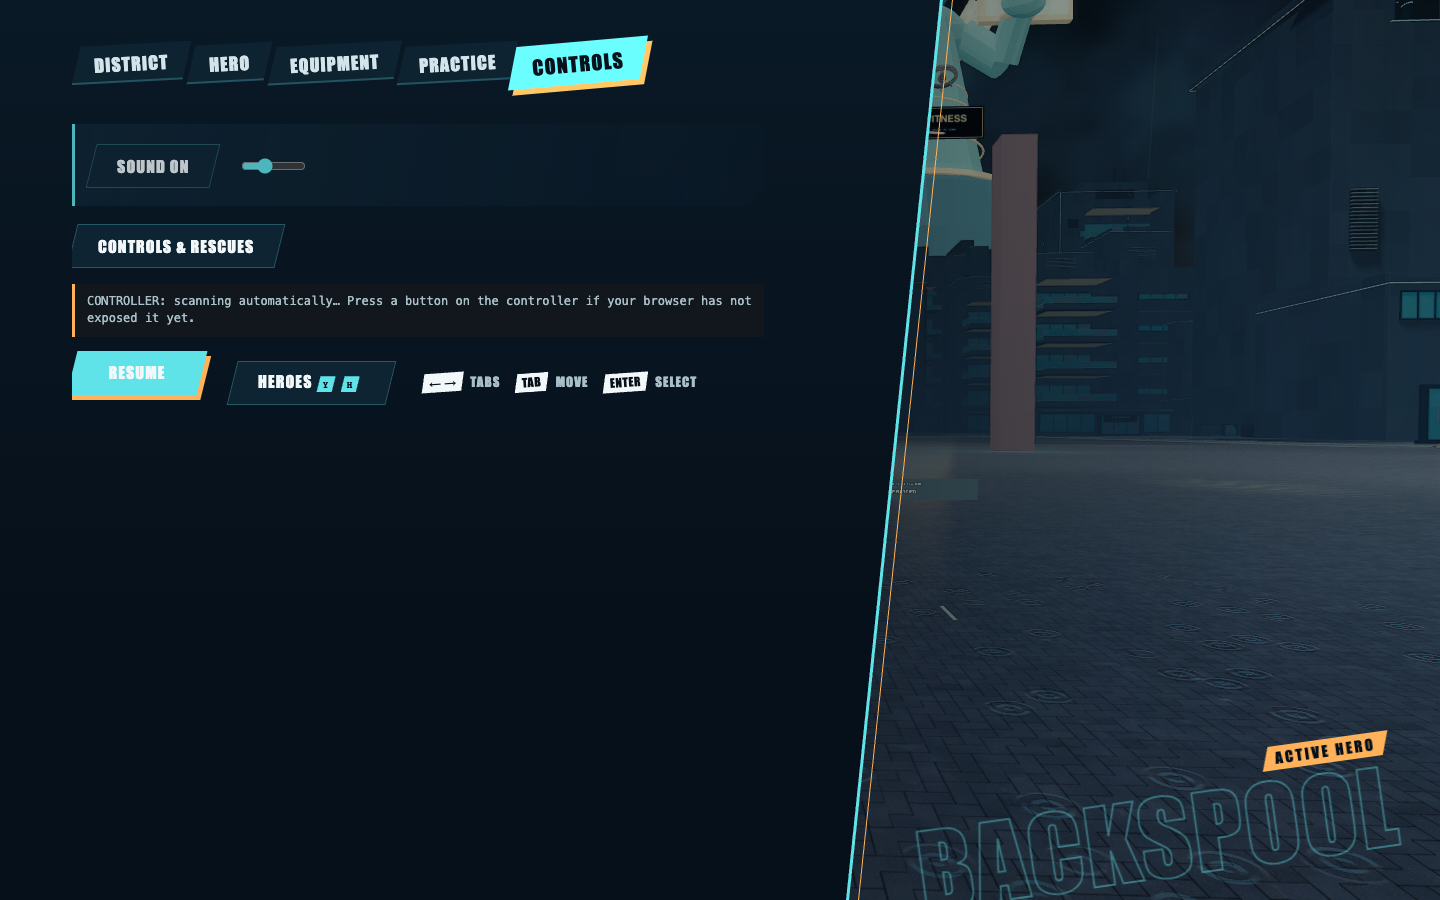 DISTRICT
HERO
EQUIPMENT
PRACTICE
CONTROLS
SOUND ON
CONTROLS & RESCUES
CONTROLLER: scanning automatically… Press a button on the controller if your browser has not
exposed it yet.
RESUME
HEROES Y H
←→ TABS
TAB MOVE
ENTER SELECT
ACTIVE HERO
BACKSPOOL